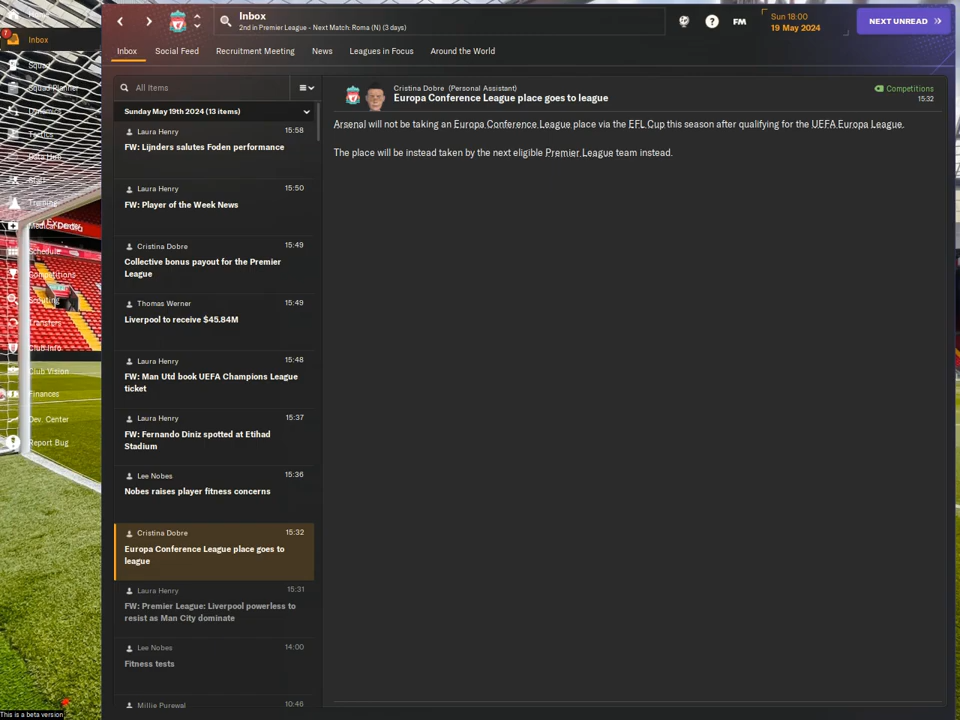 Inbox
2nd in Premier League - Next Match: Roma (N) (3 days)
?
FM
Sun 18:00
19 May 2024
NEXT UNREAD
Inbox
Social Feed
Recruitment Meeting
News
Leagues in Focus
Around the World
7
Inbox
Squad
Squad Planner
Dynamics
Tactics
Data Hub
Staff
Training
Medical Centre
Schedule
Competitions
Scouting
Transfers
Club Info
Club Vision
Finances
Dev. Center
Report Bug
This is a beta version
All Items
Sunday May 19th 2024 (13 items)
Laura Henry 15:58
FW: Lijnders salutes Foden performance
Laura Henry 15:50
FW: Player of the Week News
Cristina Dobre 15:49
Collective bonus payout for the Premier
League
Thomas Werner 15:49
Liverpool to receive $45.84M
Laura Henry 15:48
FW: Man Utd book UEFA Champions League
ticket
Laura Henry 15:37
FW: Fernando Diniz spotted at Etihad
Stadium
Lee Nobes 15:36
Nobes raises player fitness concerns
Cristina Dobre 15:32
Europa Conference League place goes to
league
Laura Henry 15:31
FW: Premier League: Liverpool powerless to
resist as Man City dominate
Lee Nobes 14:00
Fitness tests
Millie Purewal 10:46
Cristina Dobre (Personal Assistant)
Europa Conference League place goes to league
Competitions
15:32
Arsenal will not be taking an Europa Conference League place via the EFL Cup this season after qualifying for the UEFA Europa League.
The place will be instead taken by the next eligible Premier League team instead.